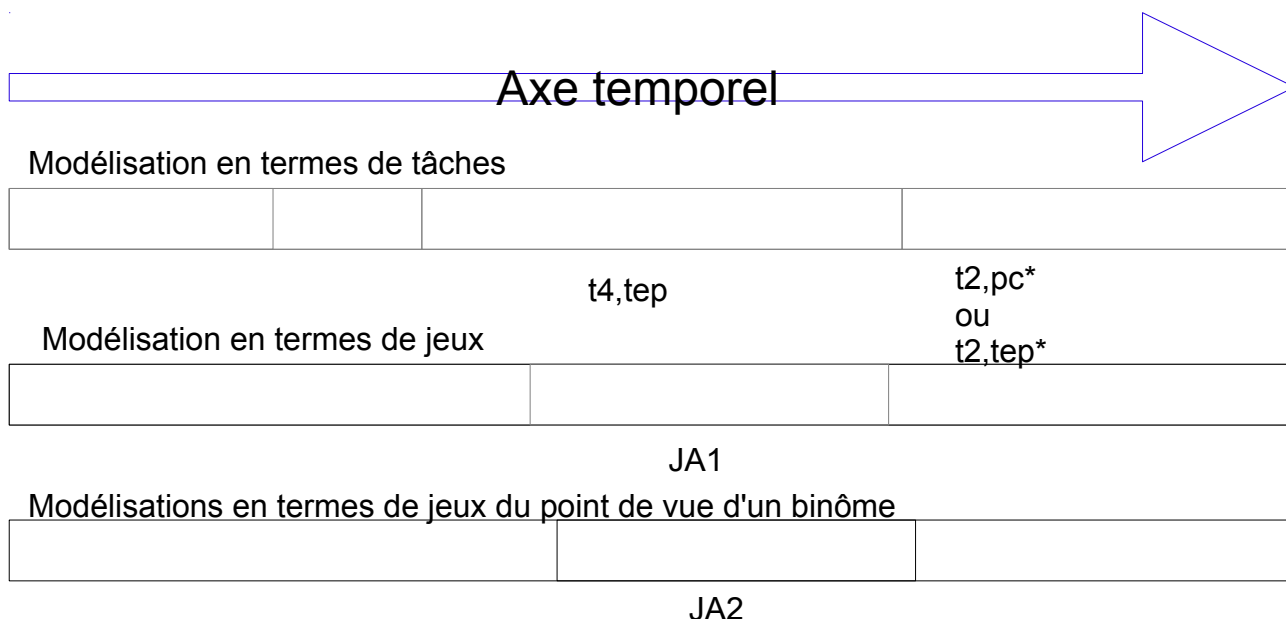 Axe temporel
Modélisation en termes de tâches
t4,tep
t2,pc*
ou
t2,tep*
Modélisation en termes de jeux
JA1
Modélisations en termes de jeux du point de vue d'un binôme
JA2